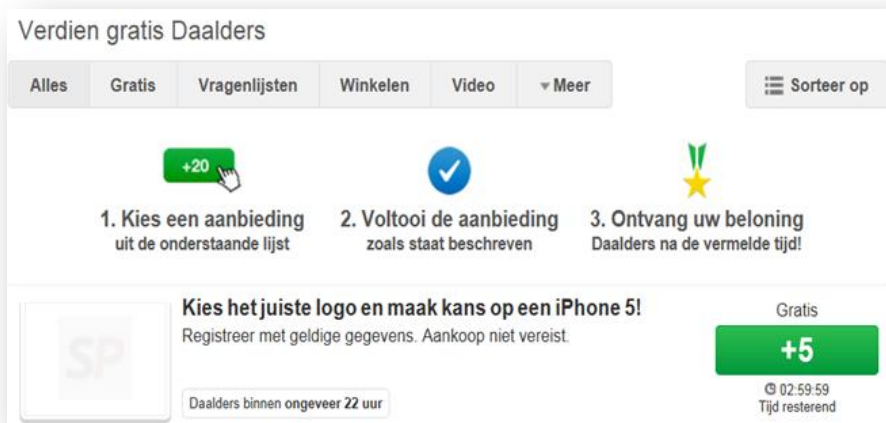 Verdien gratis Daalders
Alles Gratis Vragenlijsten Winkelen Video Meer Sorteer op
+20
1. Kies een aanbieding
uit de onderstaande lijst
2. Voltooi de aanbieding
zoals staat beschreven
3. Ontvang uw beloning
Daalders na de vermelde tijd!
SP
Kies het juiste logo en maak kans op een iPhone 5!
Registreer met geldige gegevens. Aankoop niet vereist.
Daalders binnen ongeveer 22 uur
Gratis
+5
02:59:59
Tijd resterend